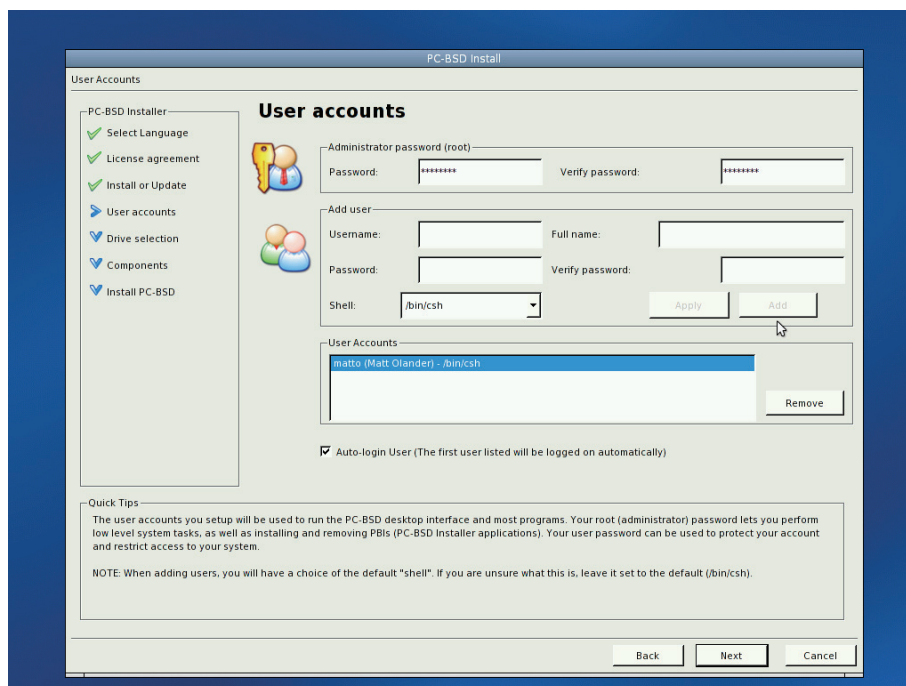 PC-BSD Install
User Accounts
PC-BSD Installer
Select Language
License agreement
Install or Update
User accounts
Drive selection
Components
Install PC-BSD
User accounts
Administrator password (root)
Password: ******** Verify password: ********
Add user
Username: Full name:
Password: Verify password:
Shell: /bin/csh Apply Add
User Accounts
matto (Matt Olander) - /bin/csh
Remove
Auto-login User (The first user listed will be logged on automatically)
Quick Tips
The user accounts you setup will be used to run the PC-BSD desktop interface and most programs. Your root (administrator) password lets you perform
low level system tasks, as well as installing and removing PBIs (PC-BSD Installer applications). Your user password can be used to protect your account
and restrict access to your system.
NOTE: When adding users, you will have a choice of the default "shell". If you are unsure what this is, leave it set to the default (/bin/csh).
Back Next Cancel